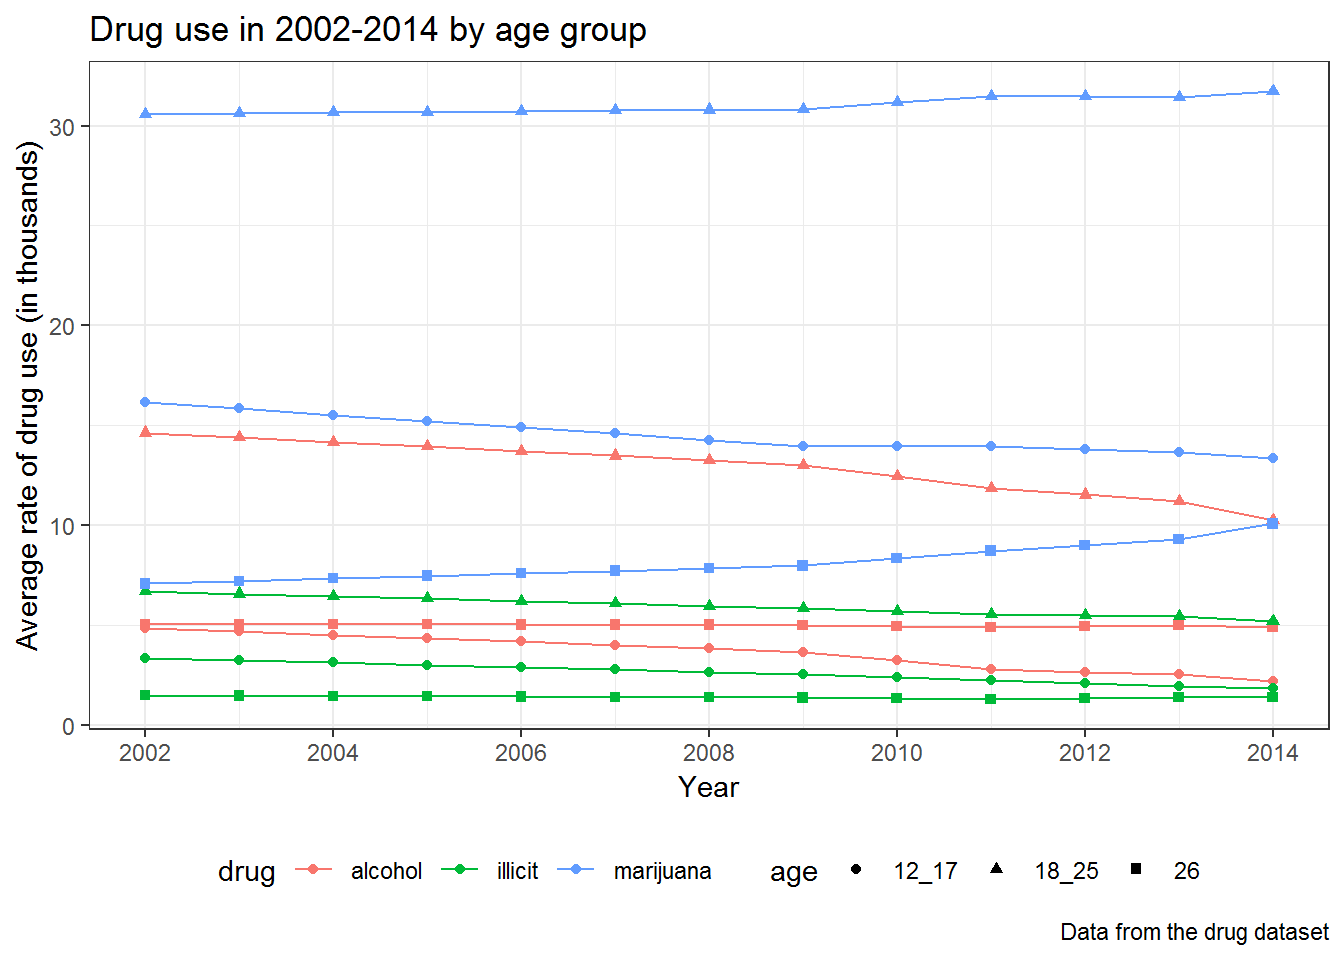 Drug use in 2002-2014 by age group
Average rate of drug use (in thousands)
30
20
10
0
2002 2004 2006 2008 2010 2012 2014
Year
drug alcohol illicit marijuana age 12_17 18_25 26
Data from the drug dataset